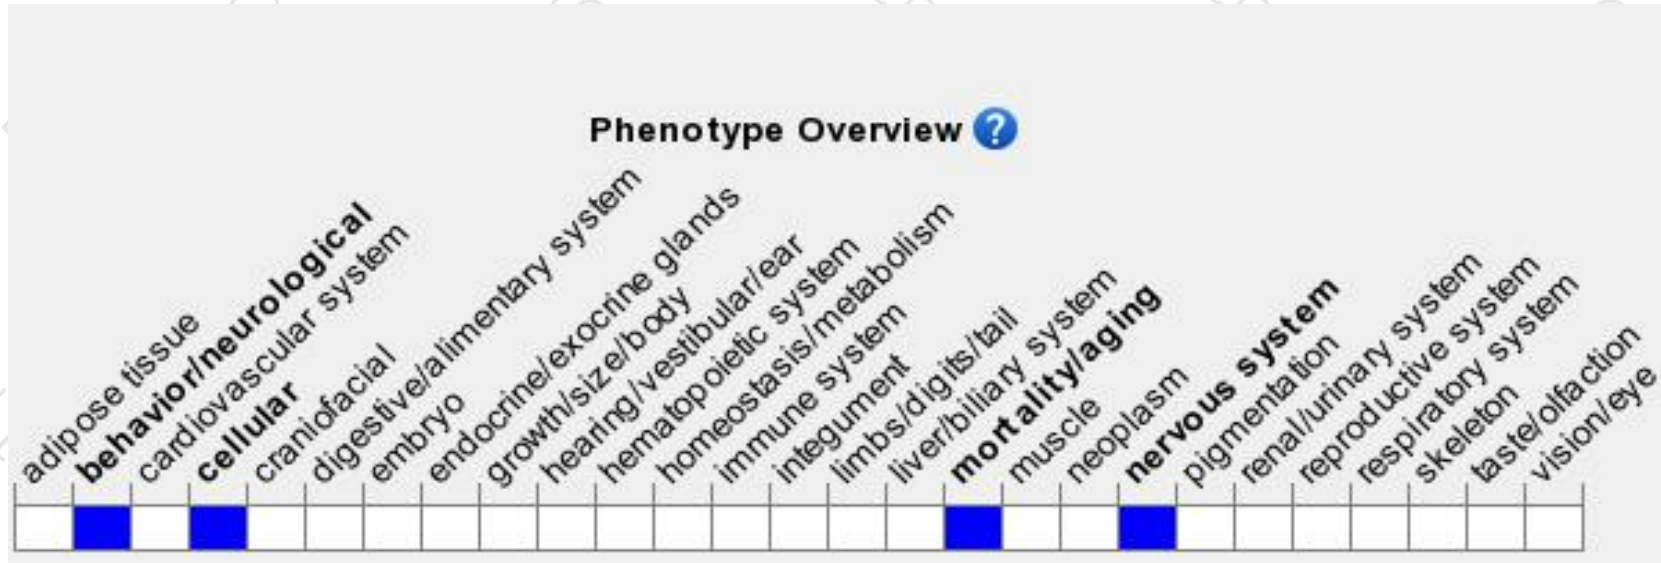 Phenotype Overview ?
adipose tissue
behavior/neurological
cardiovascular system
cellular
craniofacial
digestive/alimentary system
embryo
endocrine/exocrine glands
growth/size/body
hearing/vestibular/ear
hematopoietic system
homeostasis/metabolism
immune system
integument
limbs/digits/tail
liver/biliary system
mortality/aging
muscle
neoplasm
nervous system
pigmentation
renal/urinary system
reproductive system
respiratory system
skeleton
taste/olfaction
vision/eye